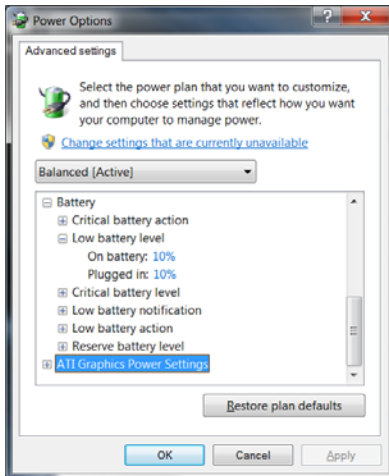 Power Options
Advanced settings
Select the power plan that you want to customize,
and then choose settings that reflect how you want
your computer to manage power.
Change settings that are currently unavailable
Balanced [Active]
Battery
Critical battery action
Low battery level
On battery: 10%
Plugged in: 10%
Critical battery level
Low battery notification
Low battery action
Reserve battery level
ATI Graphics Power Settings
Restore plan defaults
OK
Cancel
Apply